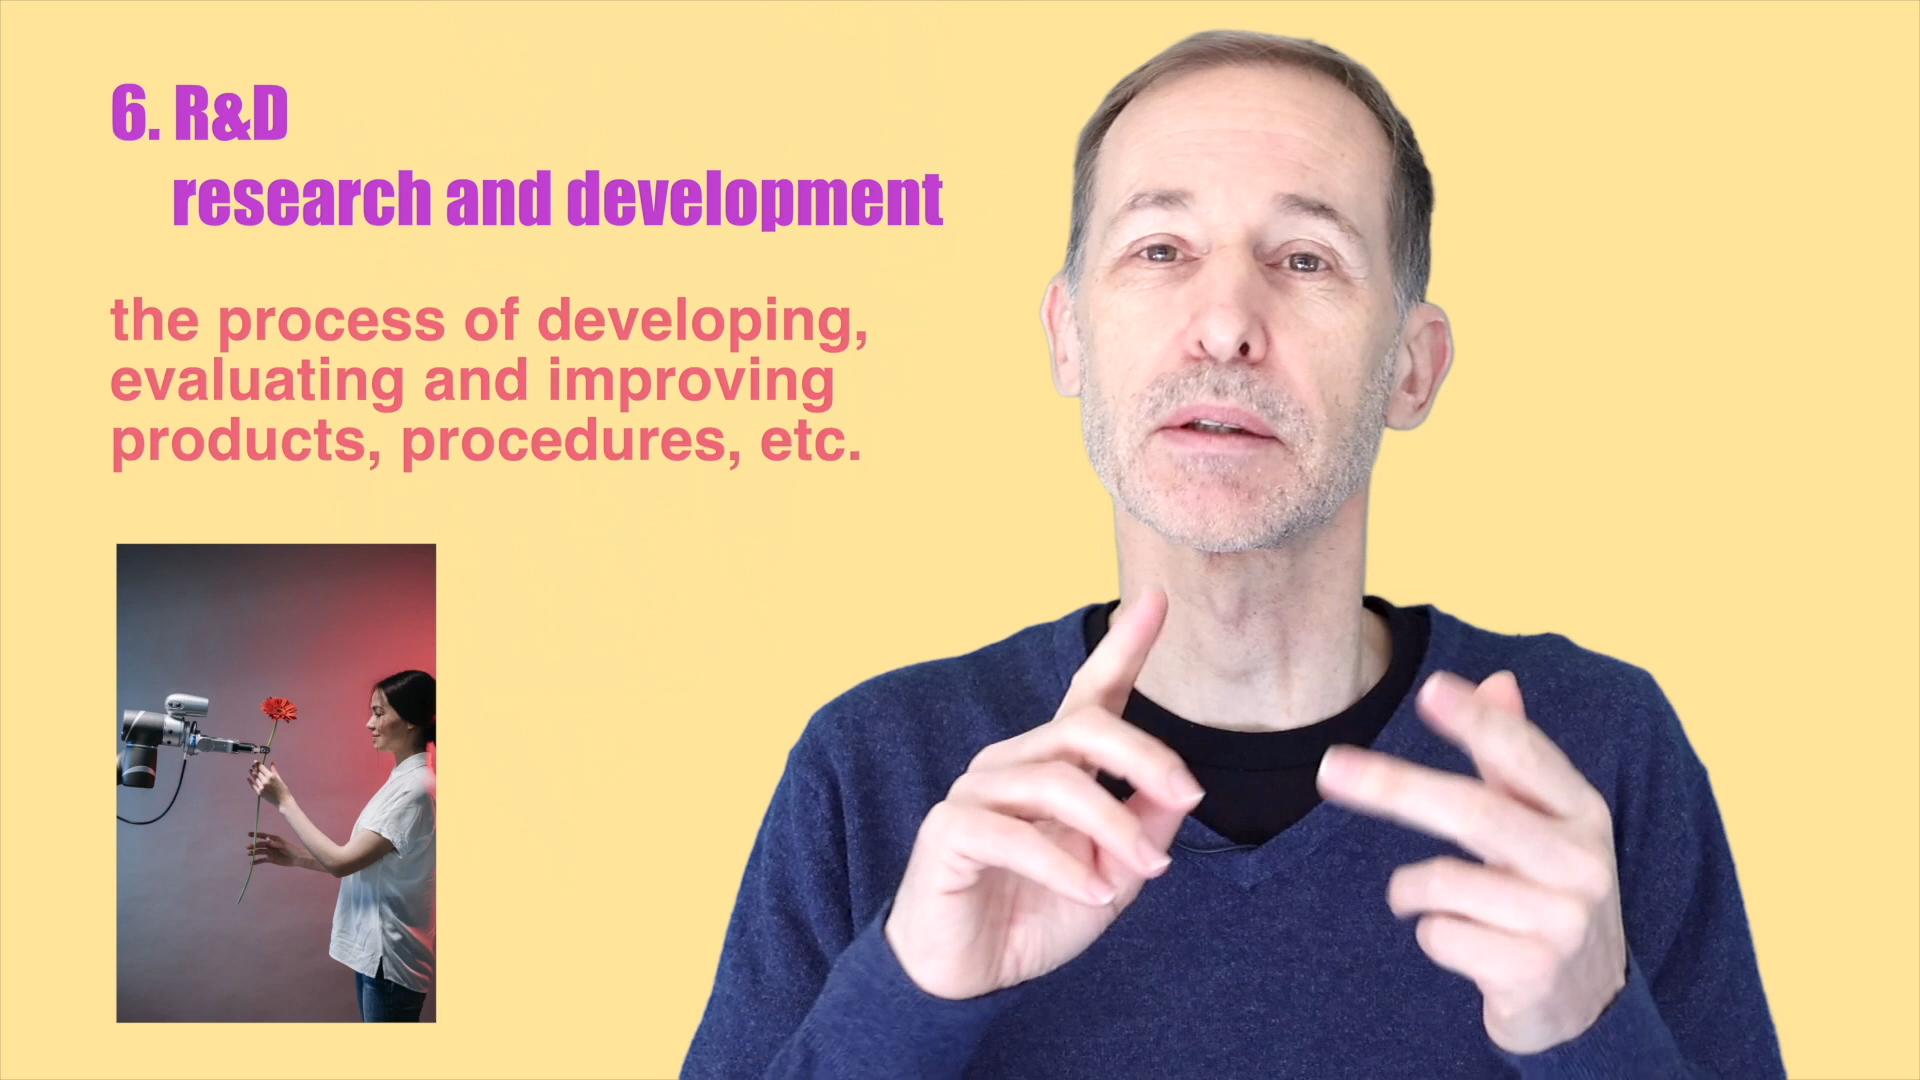 6. R&D
research and development
the process of developing,
evaluating and improving
products, procedures, etc.